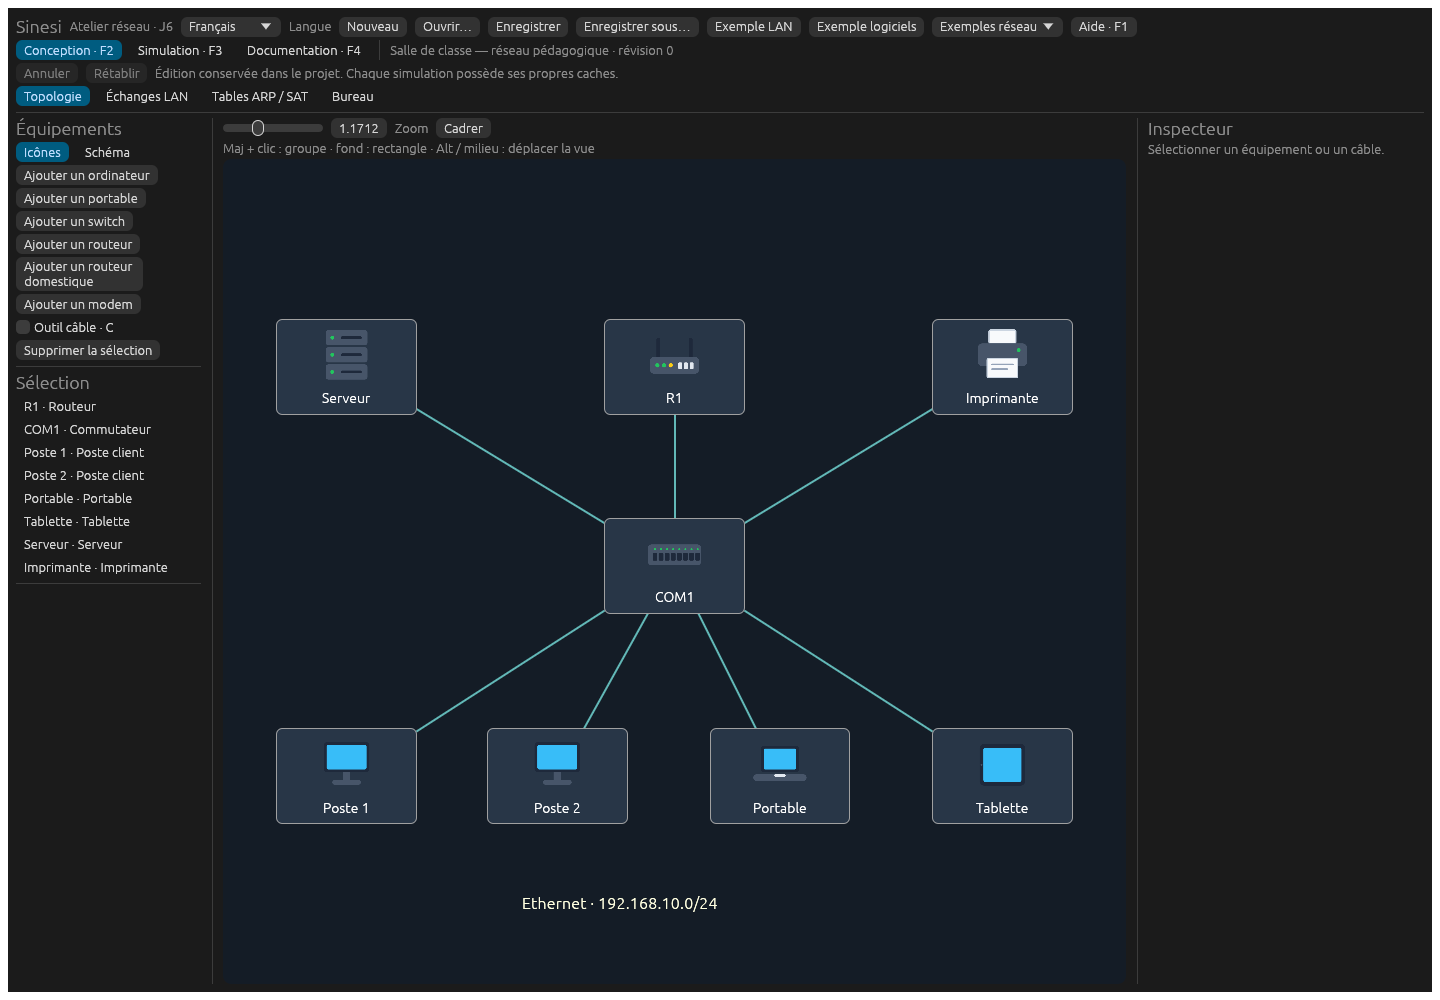 Sinesi Atelier réseau · J6 Français Langue Nouveau Ouvrir… Enregistrer Enregistrer sous… Exemple LAN Exemple logiciels Exemples réseau Aide · F1
Conception · F2 Simulation · F3 Documentation · F4 Salle de classe — réseau pédagogique · révision 0
Annuler Rétablir Édition conservée dans le projet. Chaque simulation possède ses propres caches.
Topologie Échanges LAN Tables ARP / SAT Bureau
Équipements
Icônes Schéma
Ajouter un ordinateur
Ajouter un portable
Ajouter un switch
Ajouter un routeur
Ajouter un routeur
domestique
Ajouter un modem
Outil câble · C
Supprimer la sélection
Sélection
R1 · Routeur
COM1 · Commutateur
Poste 1 · Poste client
Poste 2 · Poste client
Portable · Portable
Tablette · Tablette
Serveur · Serveur
Imprimante · Imprimante
1.1712 Zoom Cadrer
Maj + clic : groupe · fond : rectangle · Alt / milieu : déplacer la vue
Serveur R1 Imprimante
COM1
Poste 1 Poste 2 Portable Tablette
Ethernet · 192.168.10.0/24
Inspecteur
Sélectionner un équipement ou un câble.